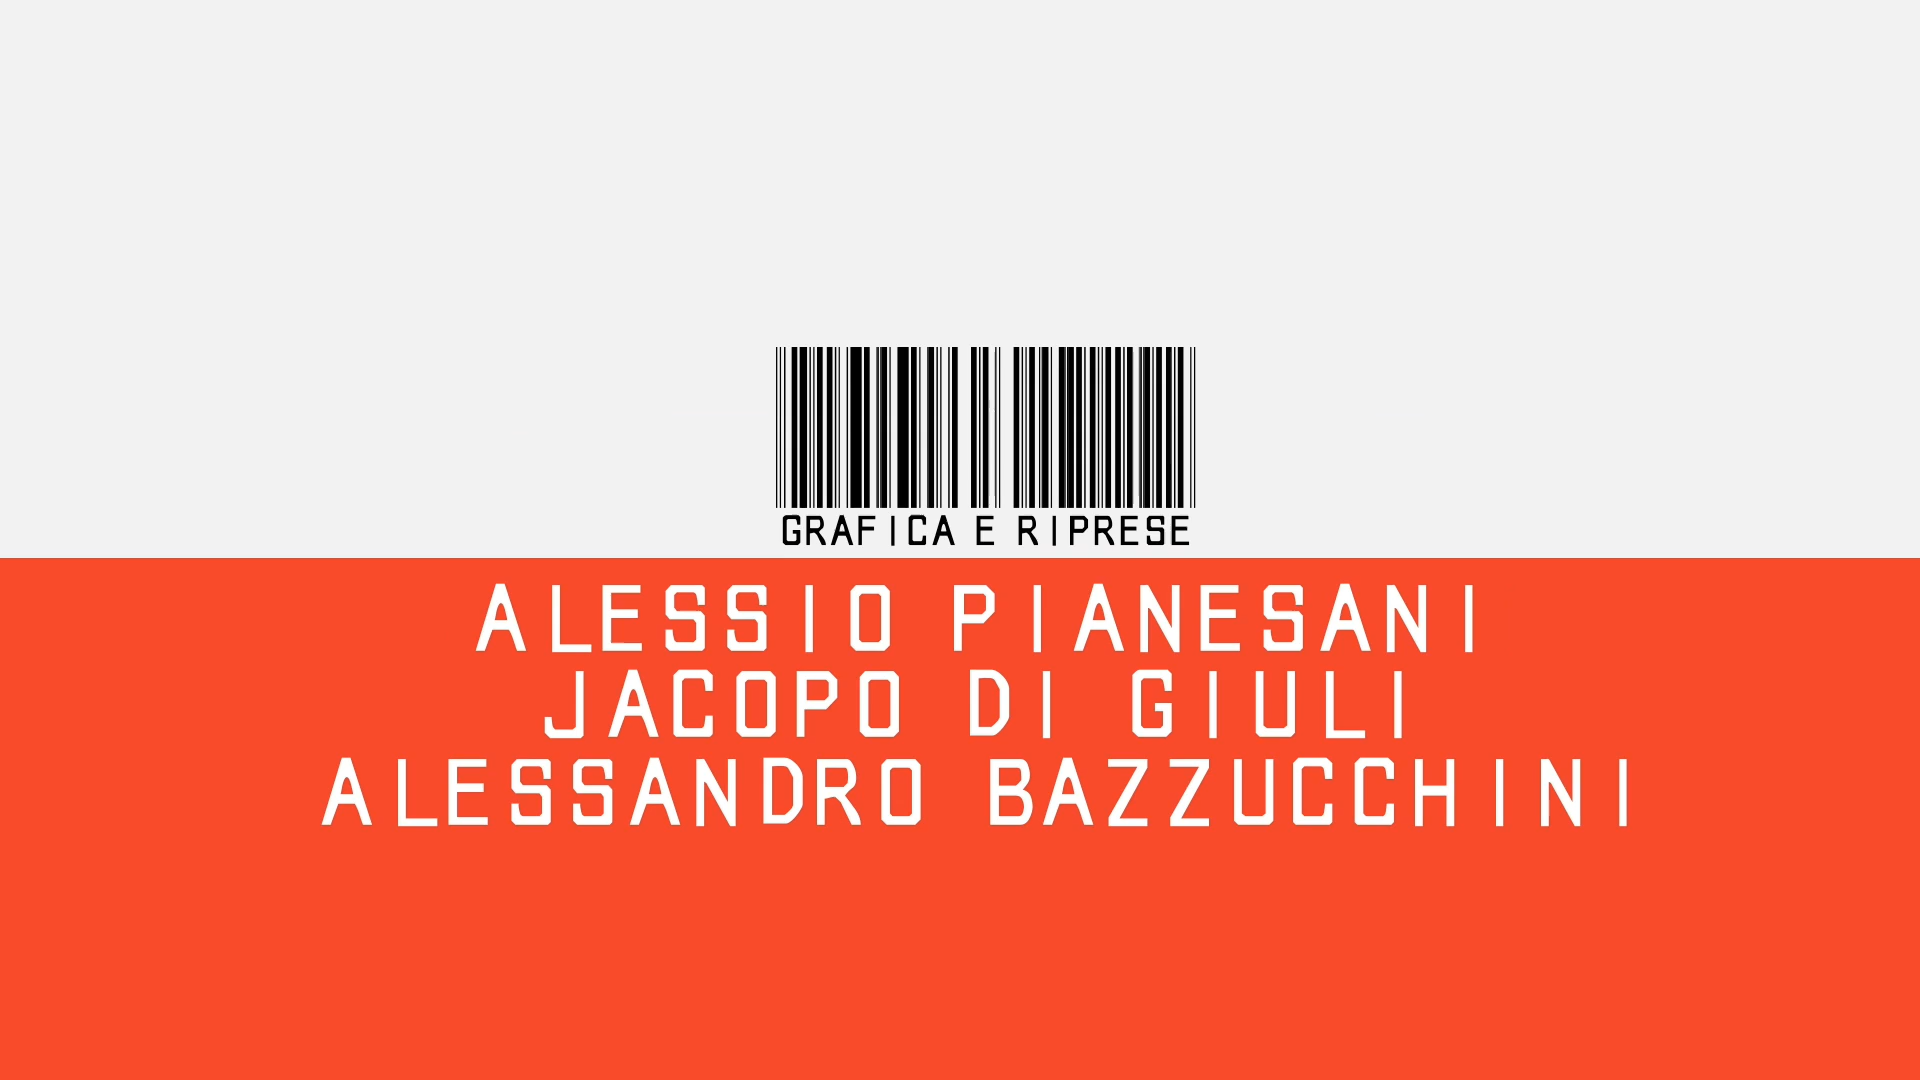 GRAFICA E RIPRESE
ALESSIO PIANESANI
JACOPO DI GIULI
ALESSANDRO BAZZUCCHINI